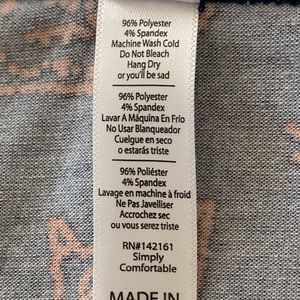 96% Polyester
4% Spandex
Machine Wash Cold
Do Not Bleach
Hang Dry
or you'll be sad
96% Polyester
4% Spandex
Lavar A Máquina En Frío
No Usar Blanqueador
Cuelgue en seco
o estarás triste
96% Poliéster
4% Spandex
Lavage en machine à froid
Ne Pas Javelliser
Accrochez sec
ou vous serez triste
RN#142161
Simply
Comfortable
MADE IN